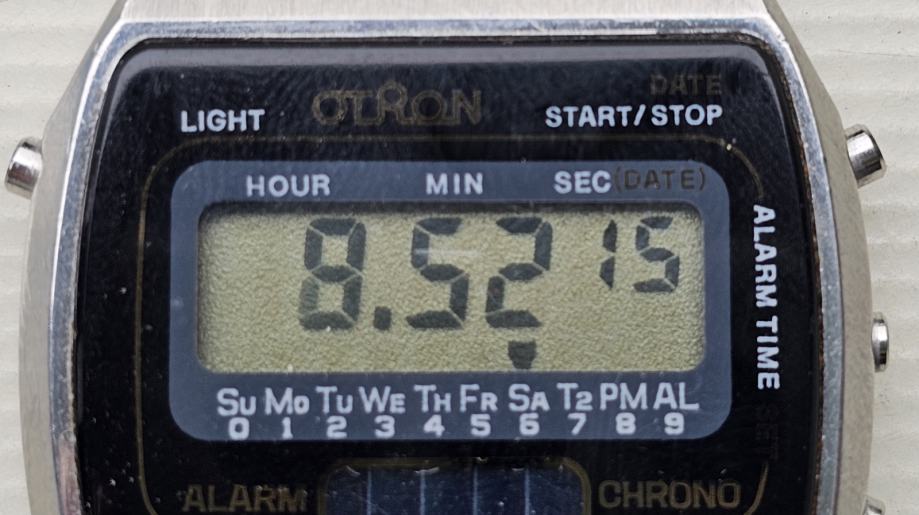 DATE
LIGHT OTRON START/STOP
HOUR MIN SEC(DATE)
8.52 15
ALARM TIME
SU MO TU WE TH FR SA T2 PM AL
0 1 2 3 4 5 6 7 8 9
SET
ALARM CHRONO